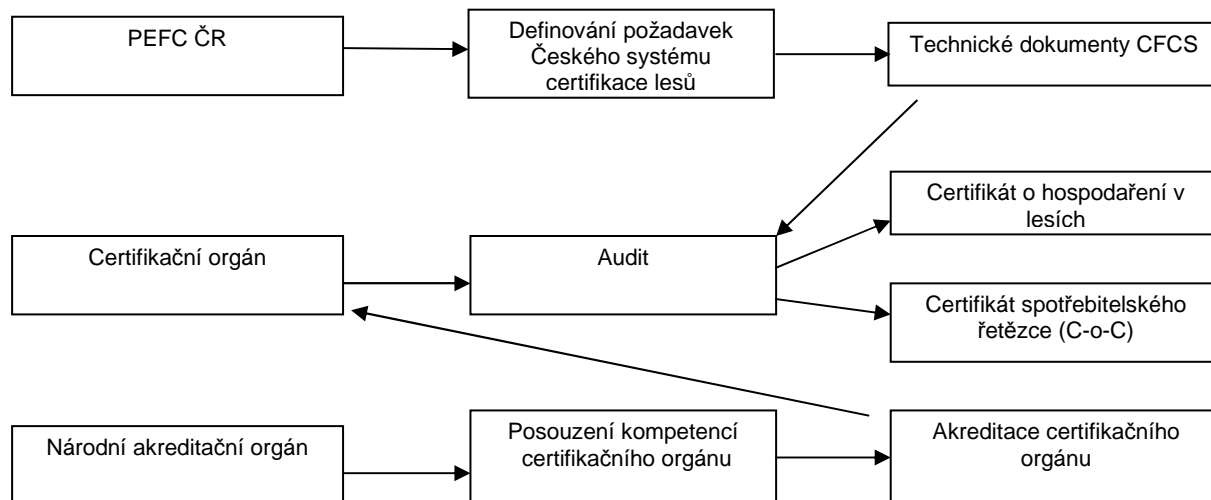 PEFC ČR
Definování požadavek
Českého systému
certifikace lesů
Technické dokumenty CFCS
Certifikát o hospodaření v
lesích
Certifikační orgán
Audit
Certifikát spotřebitelského
řetězce (C-o-C)
Národní akreditační orgán
Posouzení kompetencí
certifikačního orgánu
Akreditace certifikačního
orgánu